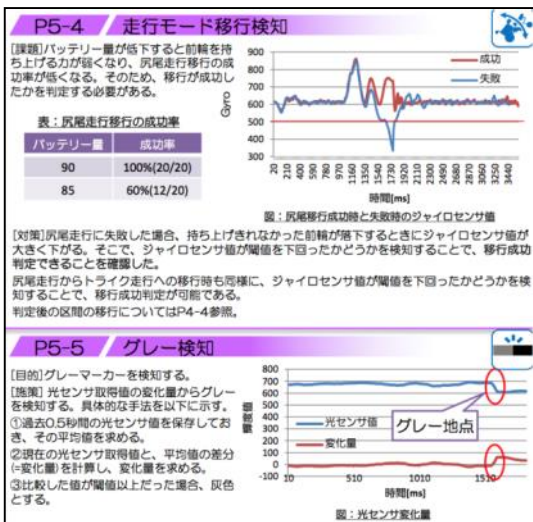 P5-4 走行モード移行検知
[課題]バッテリー量が低下すると前輪を持
ち上げる力が弱くなり、尻尾走行移行の成
功率が低くなる。そのため、移行が成功し
たかを判定する必要がある。
表：尻尾走行移行の成功率
バッテリー量 成功率
90 100%(20/20)
85 60%(12/20)
Gyro
900
800
700
600
500
400
300
成功
失敗
20 210 400 590 780 970 1160 1350 1540 1730 1920 2110 2300 2490 2680 2870 3060 3250 3440
時間[ms]
図：尻尾移行成功時と失敗時のジャイロセンサ値
[対策]尻尾走行に失敗した場合、持ち上げきれなかった前輪が落下するときにジャイロセンサ値が
大きく下がる。そこで、ジャイロセンサ値が閾値を下回ったかどうかを検知することで、移行成功
判定できることを確認した。
尻尾走行からトライク走行への移行時も同様に、ジャイロセンサ値が閾値を下回ったかどうかを検
知することで、移行成功判定が可能である。
判定後の区間の移行についてはP4-4参照。
P5-5 グレー検知
[目的]グレーマーカーを検知する。
[施策] 光センサ取得値の変化量からグレー
を検知する。具体的な手法を以下に示す。
①過去0.5秒間の光センサ値を保存してお
き、その平均値を求める。
②現在の光センサ取得値と、平均値の差分
(=変化量)を計算し、変化量を求める。
③比較した値が閾値以上だった場合、灰色
とする。
輝度値
800
700
600
500
400
300
200
100
0
-100
光センサ値
変化量
グレー地点
10 510 1010 1510
時間[ms]
図：光センサ変化量